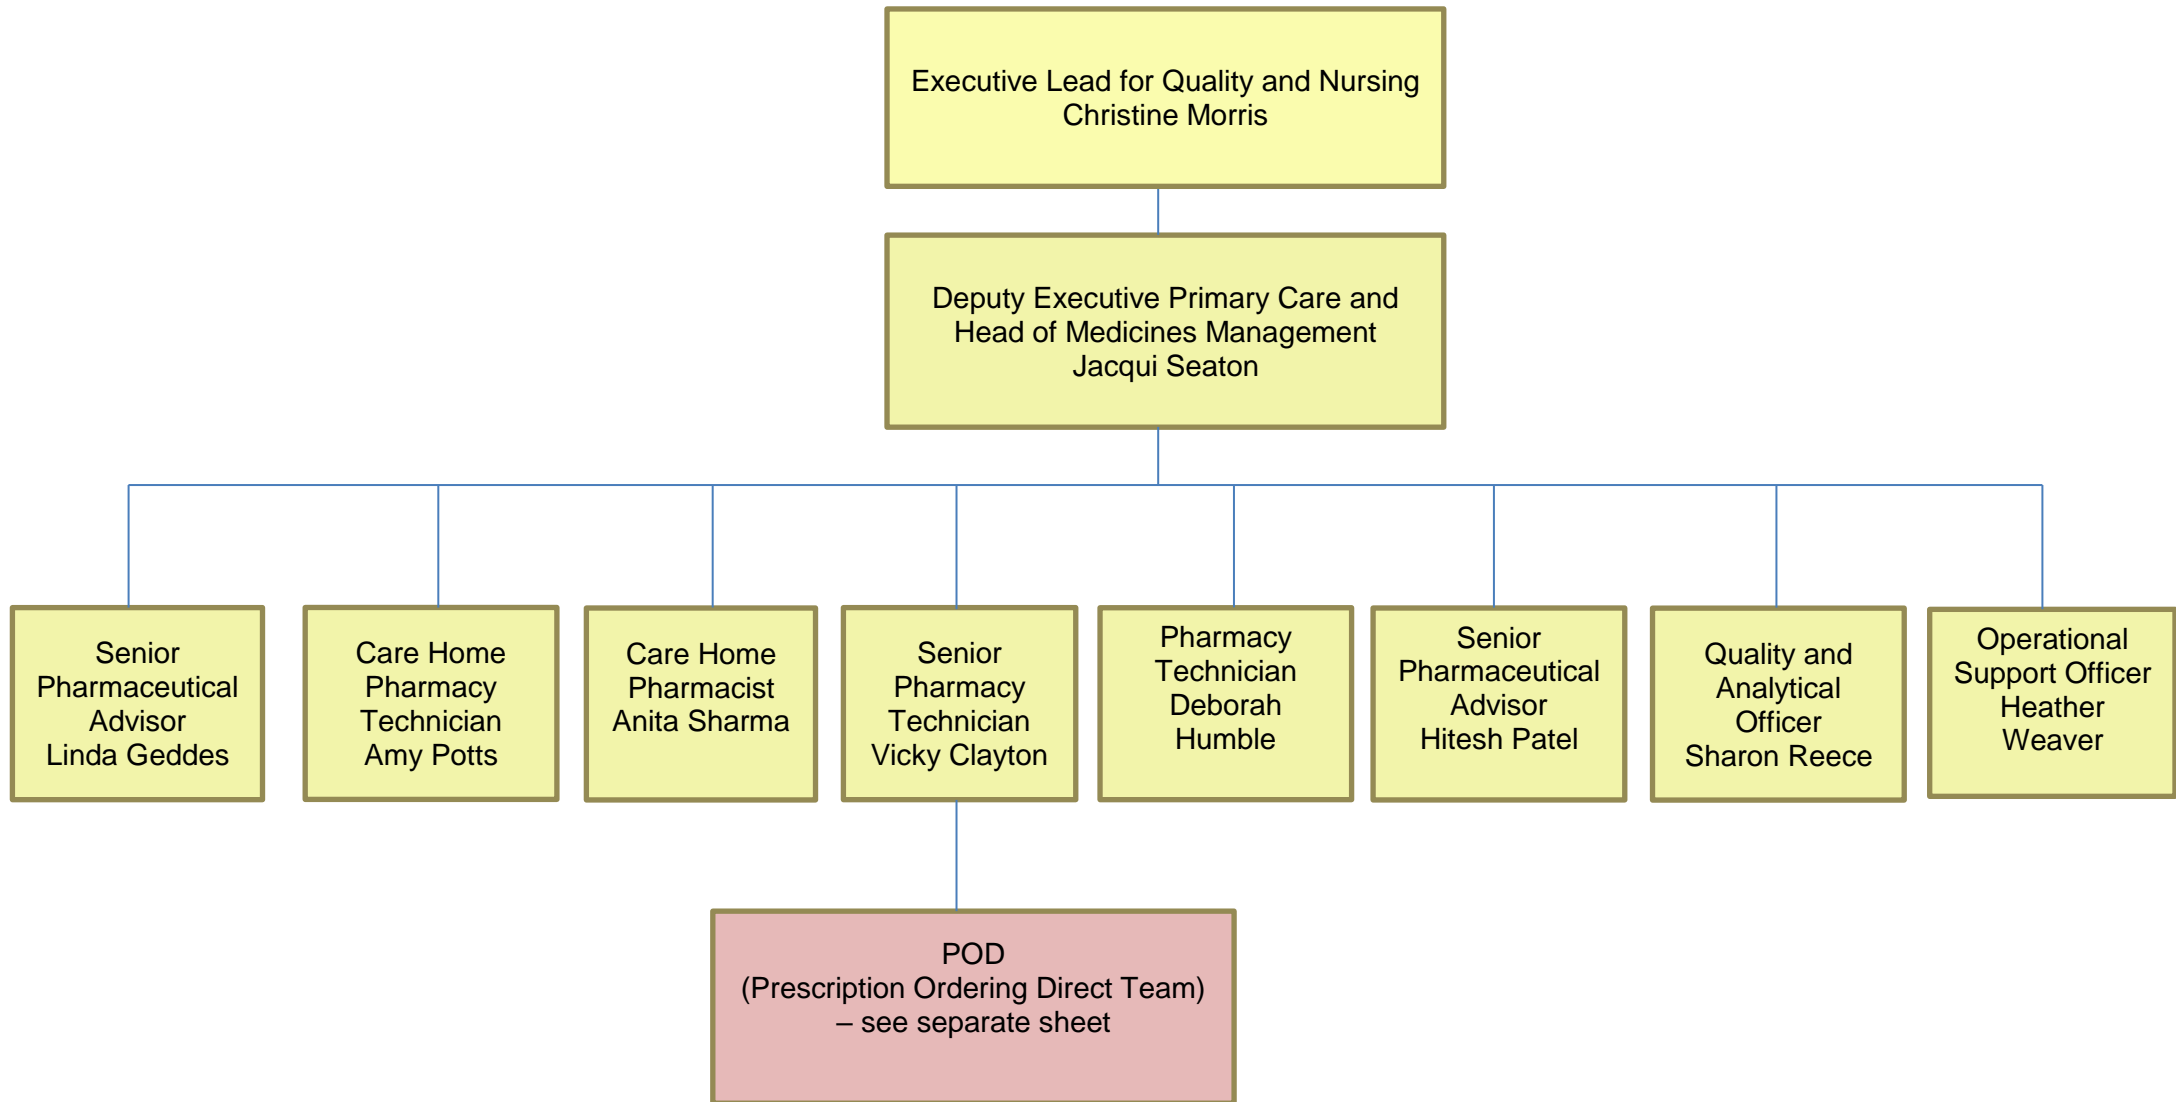 Executive Lead for Quality and Nursing
Christine Morris
Deputy Executive Primary Care and
Head of Medicines Management
Jacqui Seaton
Senior
Pharmaceutical
Advisor
Linda Geddes
Care Home
Pharmacy
Technician
Amy Potts
Care Home
Pharmacist
Anita Sharma
Senior
Pharmacy
Technician
Vicky Clayton
Pharmacy
Technician
Deborah
Humble
Senior
Pharmaceutical
Advisor
Hitesh Patel
Quality and
Analytical
Officer
Sharon Reece
Operational
Support Officer
Heather
Weaver
POD
(Prescription Ordering Direct Team)
– see separate sheet